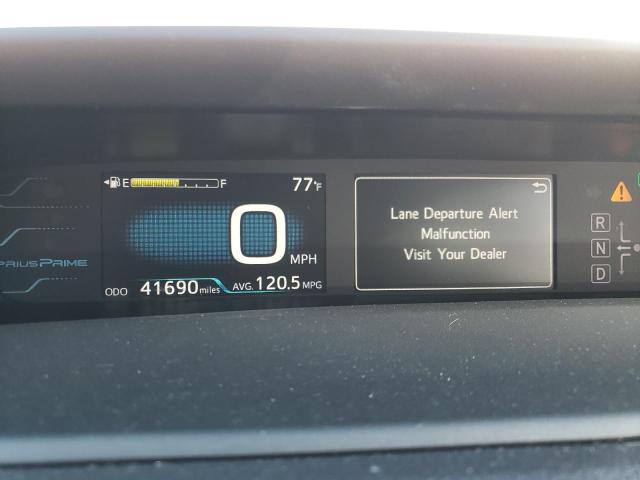 E F 77°F
0 MPH
ODO 41690 miles AVG. 120.5 MPG
PRIUS PRIME
Lane Departure Alert
Malfunction
Visit Your Dealer
R
N
D